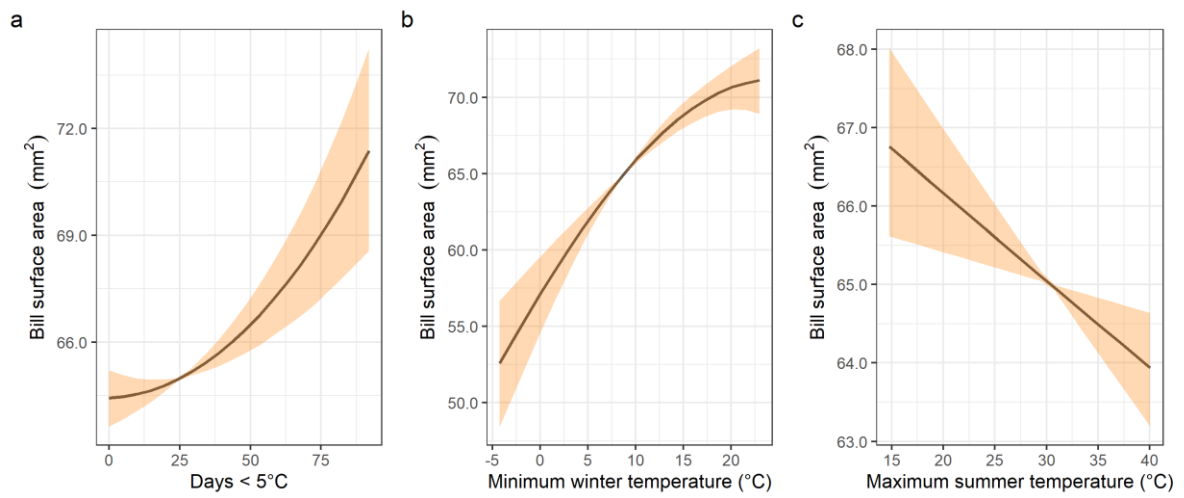 a
72.0
69.0
66.0
Bill surface area (mm²)
0 25 50 75
Days < 5°C
b
70.0
65.0
60.0
55.0
50.0
Bill surface area (mm²)
-5 0 5 10 15 20
Minimum winter temperature (°C)
c
68.0
67.0
66.0
65.0
64.0
63.0
Bill surface area (mm²)
15 20 25 30 35 40
Maximum summer temperature (°C)